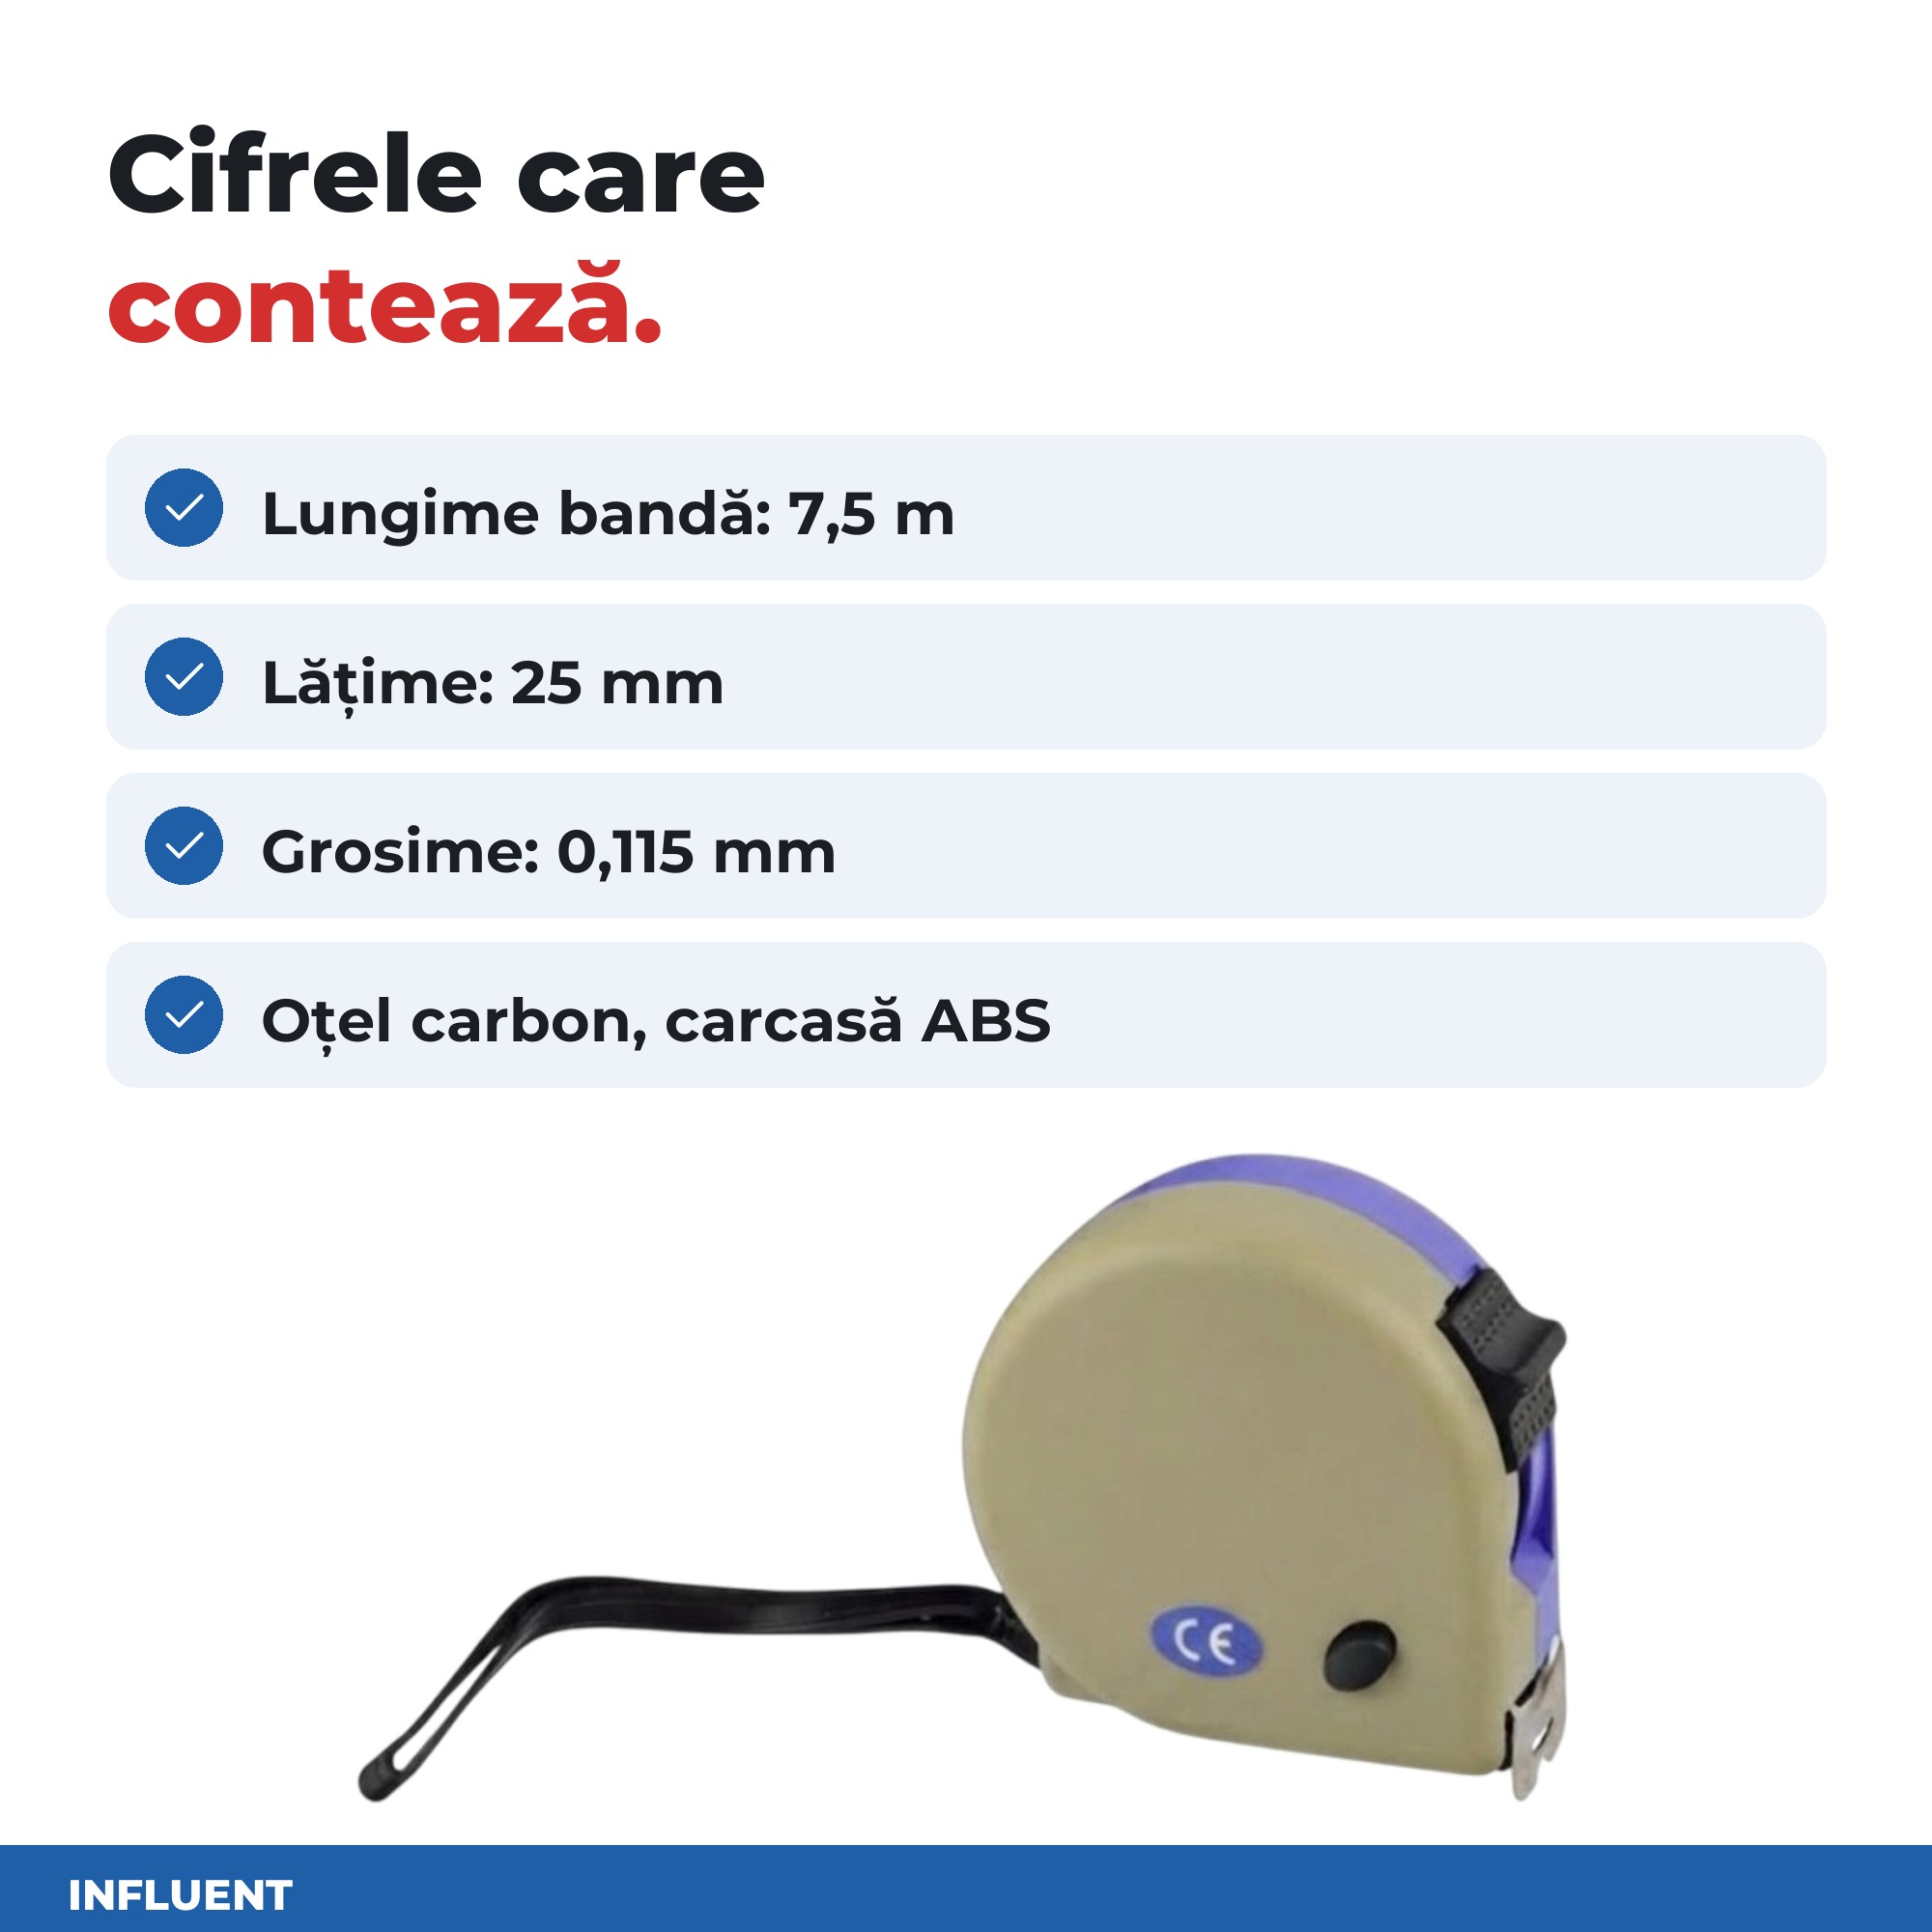 Cifrele care
contează.
Lungime bandă: 7,5 m
Lățime: 25 mm
Grosime: 0,115 mm
Oțel carbon, carcasă ABS
CE
INFLUENT